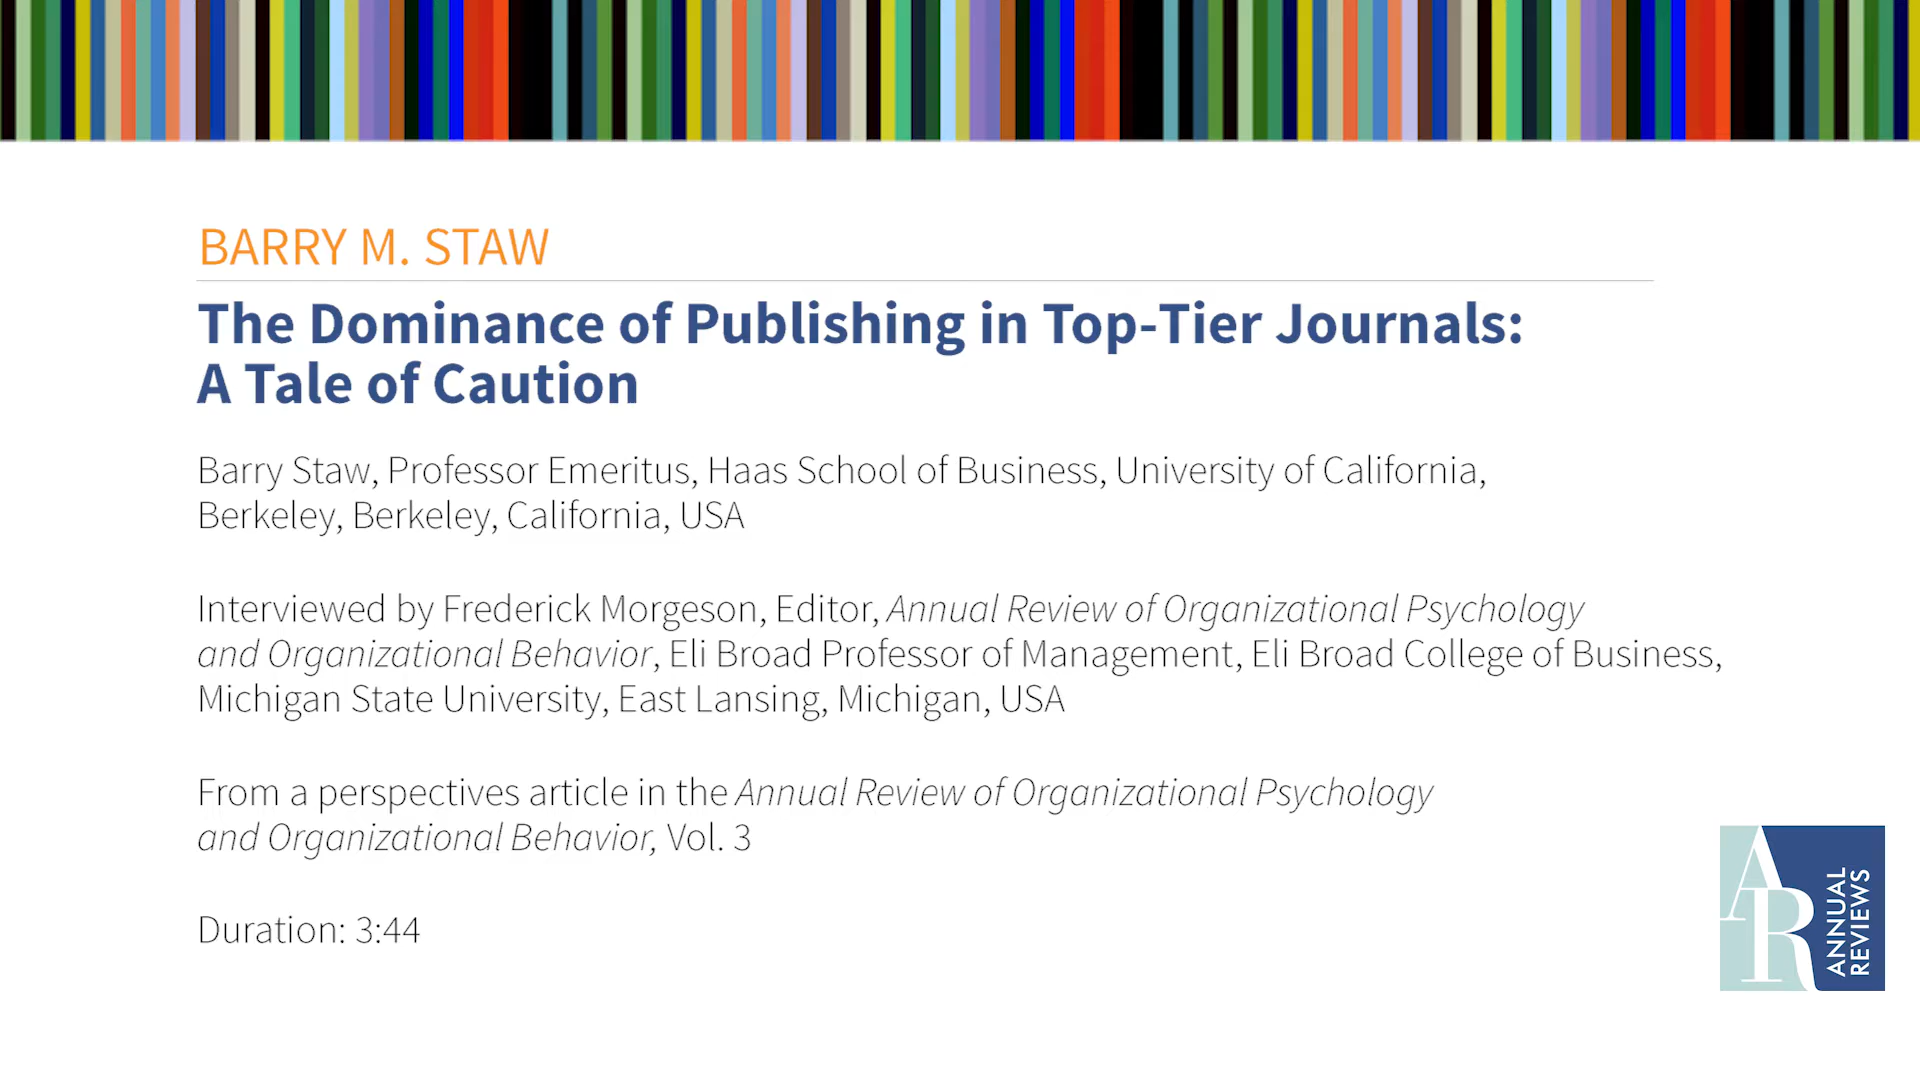 BARRY M. STAW
The Dominance of Publishing in Top-Tier Journals:
A Tale of Caution
Barry Staw, Professor Emeritus, Haas School of Business, University of California,
Berkeley, Berkeley, California, USA
Interviewed by Frederick Morgeson, Editor, Annual Review of Organizational Psychology
and Organizational Behavior, Eli Broad Professor of Management, Eli Broad College of Business,
Michigan State University, East Lansing, Michigan, USA
From a perspectives article in the Annual Review of Organizational Psychology
and Organizational Behavior, Vol. 3
Duration: 3:44
AR
ANNUAL
REVIEWS